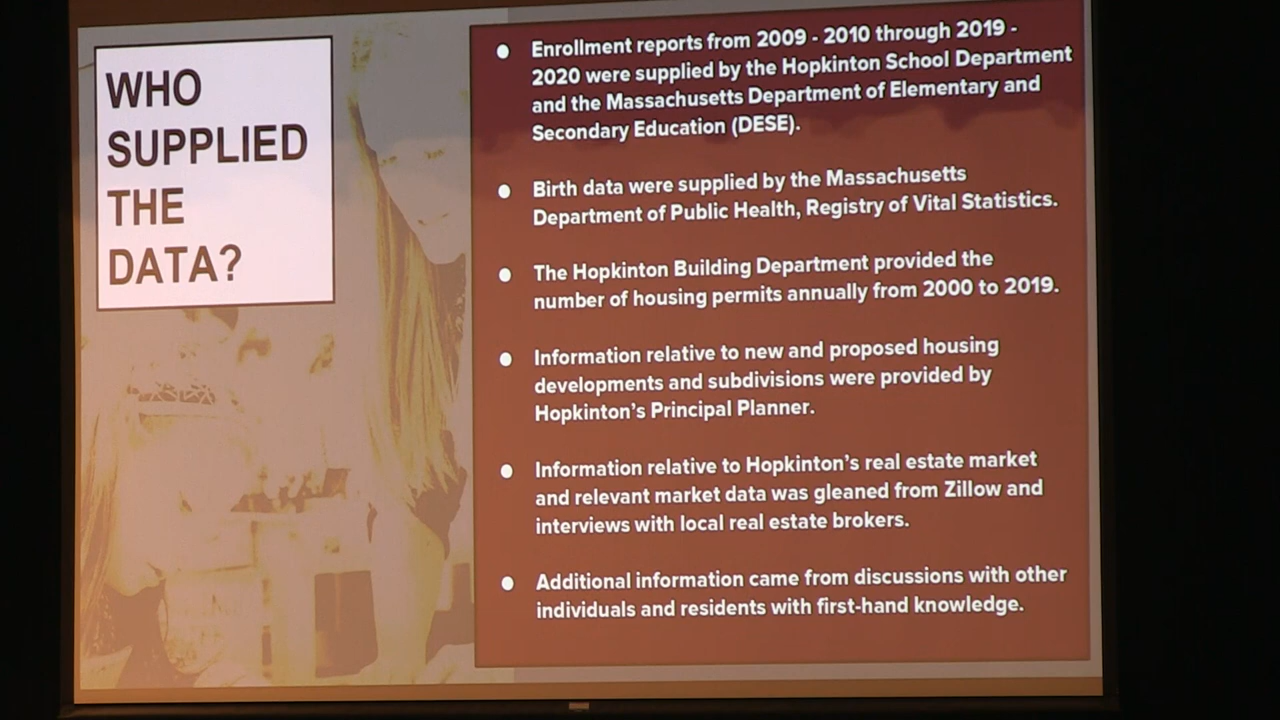 WHO
SUPPLIED
THE
DATA?
● Enrollment reports from 2009 - 2010 through 2019 -
2020 were supplied by the Hopkinton School Department
and the Massachusetts Department of Elementary and
Secondary Education (DESE).
● Birth data were supplied by the Massachusetts
Department of Public Health, Registry of Vital Statistics.
● The Hopkinton Building Department provided the
number of housing permits annually from 2000 to 2019.
● Information relative to new and proposed housing
developments and subdivisions were provided by
Hopkinton’s Principal Planner.
● Information relative to Hopkinton’s real estate market
and relevant market data was gleaned from Zillow and
interviews with local real estate brokers.
● Additional information came from discussions with other
individuals and residents with first-hand knowledge.